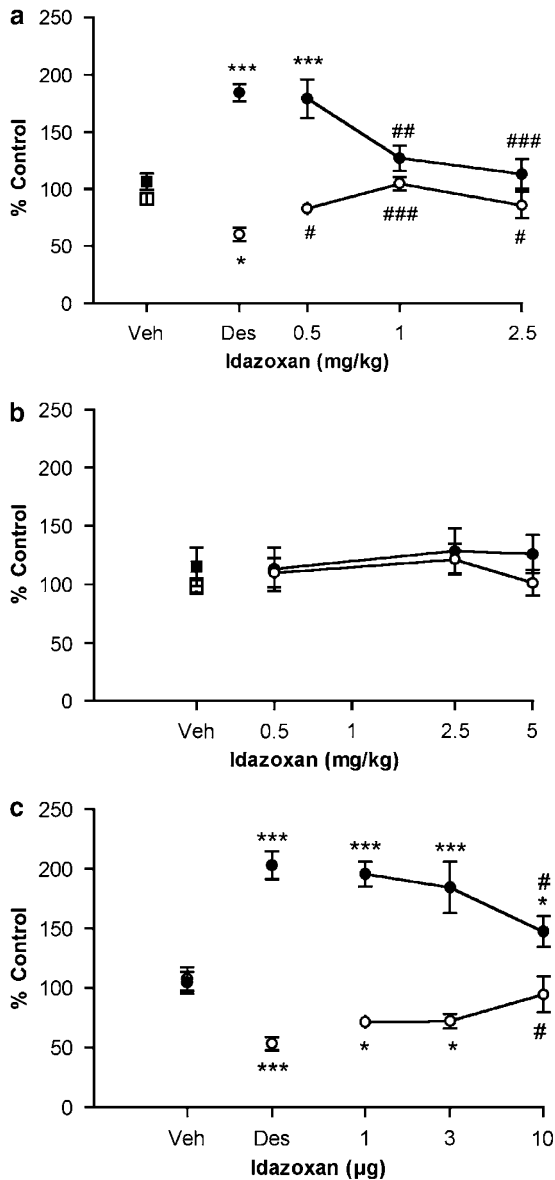 a
250
***
***
200
% Control
150
##
###
100
50
#
###
#
*
0
Veh Des 0.5 1 2.5
Idazoxan (mg/kg)
b
250
200
% Control
150
100
50
0
Veh 0.5 1 2.5 5
Idazoxan (mg/kg)
c
250
***
***
***
200
#
*
% Control
150
100
50
***
*
*
#
0
Veh Des 1 3 10
Idazoxan (µg)